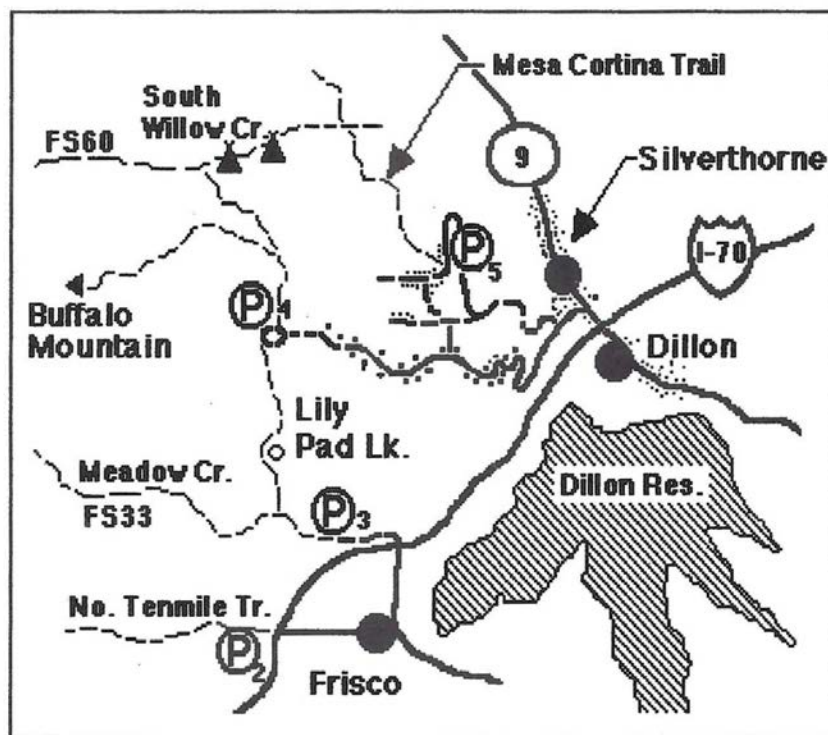 Mesa Cortina Trail
South
Willow Cr.
FS60
9
Silverthorne
I-70
P5
P4
Buffalo
Mountain
Dillon
Lily
Pad Lk.
Meadow Cr.
FS33
P3
Dillon Res.
No. Tenmile Tr.
P2
Frisco